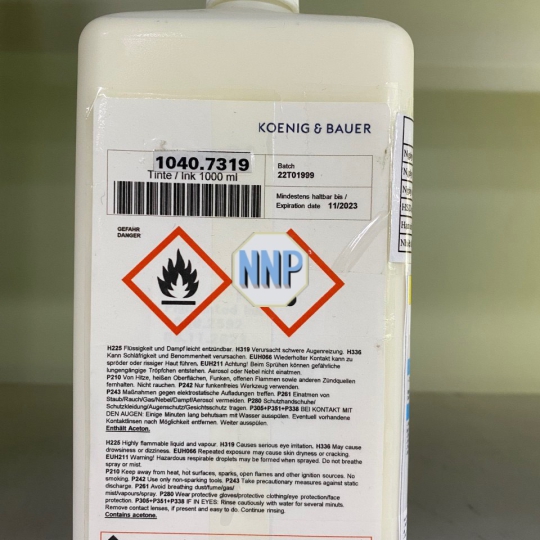 KOENIG & BAUER
1040.7319
Tinte / Ink 1000 ml
Batch
22T01999
Mindestens haltbar bis /
Expiration date 11/2023
GEFAHR
DANGER
NNP
H225 Flüssigkeit und Dampf leicht entzündbar. H319 Verursacht schwere Augenreizung. H336
Kann Schläfrigkeit und Benommenheit verursachen. EUH066 Wiederholter Kontakt kann zu
spröder oder rissiger Haut führen. EUH211 Achtung! Beim Sprühen können gefährliche
lungengängige Tröpfchen entstehen. Aerosol oder Nebel nicht einatmen.
P210 Von Hitze, heißen Oberflächen, Funken, offenen Flammen sowie anderen Zündquellen
fernhalten. Nicht rauchen. P242 Nur funkenfreies Werkzeug verwenden.
P243 Maßnahmen gegen elektrostatische Aufladungen treffen. P261 Einatmen von
Staub/Rauch/Gas/Nebel/Dampf/Aerosol vermeiden. P280 Schutzhandschuhe/
Schutzkleidung/Augenschutz/Gesichtsschutz tragen. P305+P351+P338 BEI KONTAKT MIT
DEN AUGEN: Einige Minuten lang behutsam mit Wasser ausspülen. Eventuell vorhandene
Kontaktlinsen nach Möglichkeit entfernen. Weiter ausspülen.
Enthält Aceton.
H225 Highly flammable liquid and vapour. H319 Causes serious eye irritation. H336 May cause
drowsiness or dizziness. EUH066 Repeated exposure may cause skin dryness or cracking.
EUH211 Warning! Hazardous respirable droplets may be formed when sprayed. Do not breathe
spray or mist.
P210 Keep away from heat, hot surfaces, sparks, open flames and other ignition sources. No
smoking. P242 Use only non-sparking tools. P243 Take precautionary measures against static
discharge. P261 Avoid breathing dust/fume/gas/
mist/vapours/spray. P280 Wear protective gloves/protective clothing/eye protection/face
protection. P305+P351+P338 IF IN EYES: Rinse cautiously with water for several minuts.
Remove contact lenses, if present and easy to do. Continue rinsing.
Contains acetone.